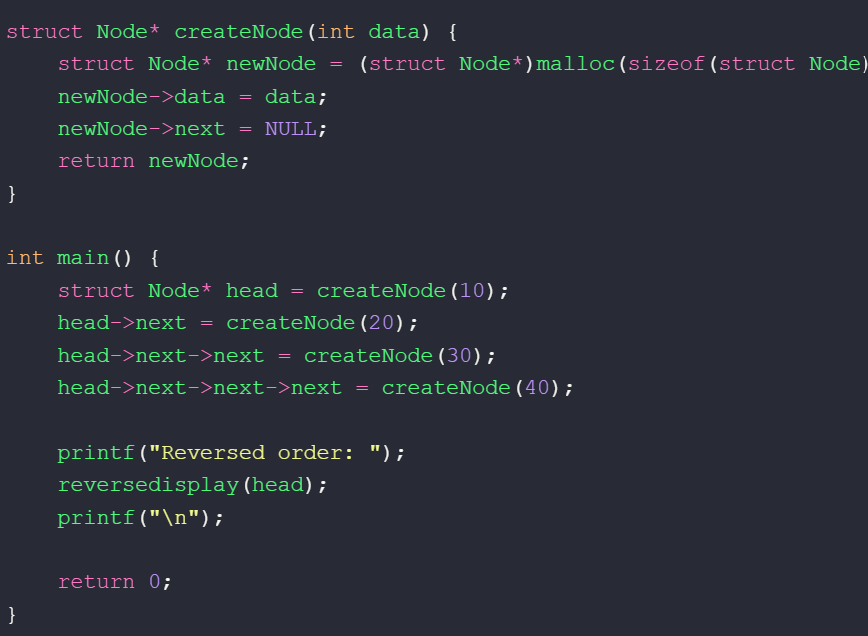 struct Node* createNode(int data) {
    struct Node* newNode = (struct Node*)malloc(sizeof(struct Node)
    newNode->data = data;
    newNode->next = NULL;
    return newNode;
}

int main() {
    struct Node* head = createNode(10);
    head->next = createNode(20);
    head->next->next = createNode(30);
    head->next->next->next = createNode(40);

    printf("Reversed order: ");
    reversedisplay(head);
    printf("\n");

    return 0;
}